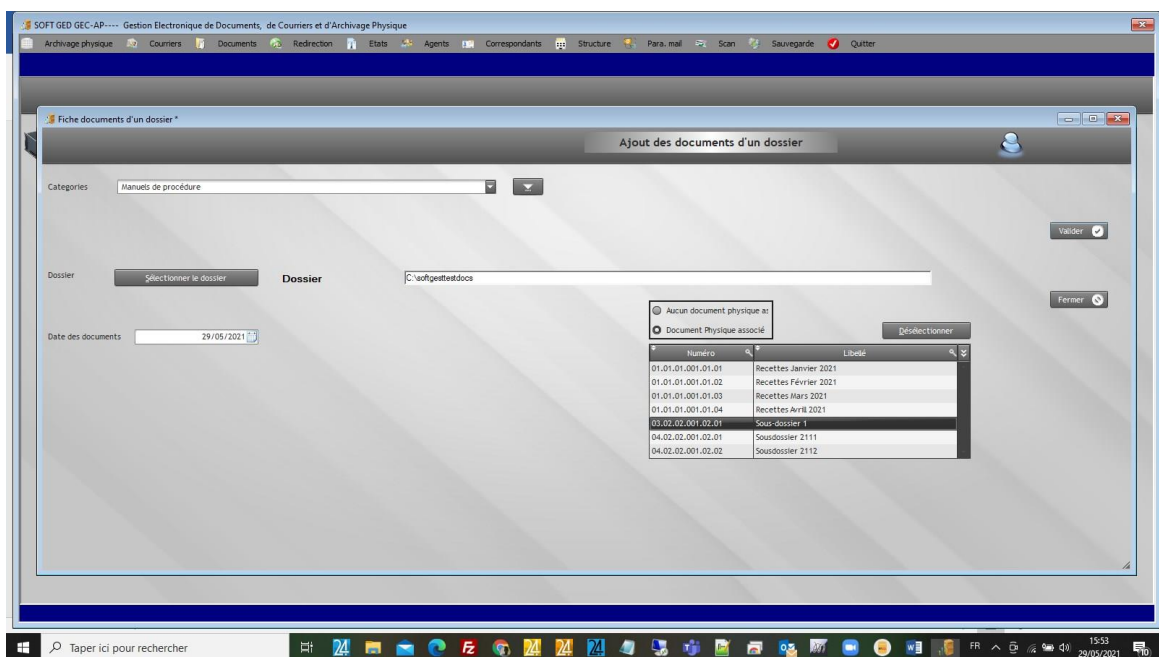 SOFT GED GEC-AP---- Gestion Electronique de Documents, de Courriers et d'Archivage Physique
Archivage physique Courriers Documents Redirection Etats Agents Correspondants Structure Para. mail Scan Sauvegarde Quitter
Fiche documents d'un dossier *
Ajout des documents d'un dossier
Categories Manuels de procédure
Valider
Dossier Sélectionner le dossier Dossier C:\softgesttestdocs
Fermer
Aucun document physique as
Date des documents 29/05/2021 Document Physique associé Désélectionner
Numéro Libellé
01.01.01.001.01.01 Recettes Janvier 2021
01.01.01.001.01.02 Recettes Février 2021
01.01.01.001.01.03 Recettes Mars 2021
01.01.01.001.01.04 Recettes Avril 2021
03.02.02.001.02.01 Sous-dossier 1
04.02.02.001.02.01 Sousdossier 2111
04.02.02.001.02.02 Sousdossier 2112
Taper ici pour rechercher 24 24 24 24 FR 15:53
29/05/2021